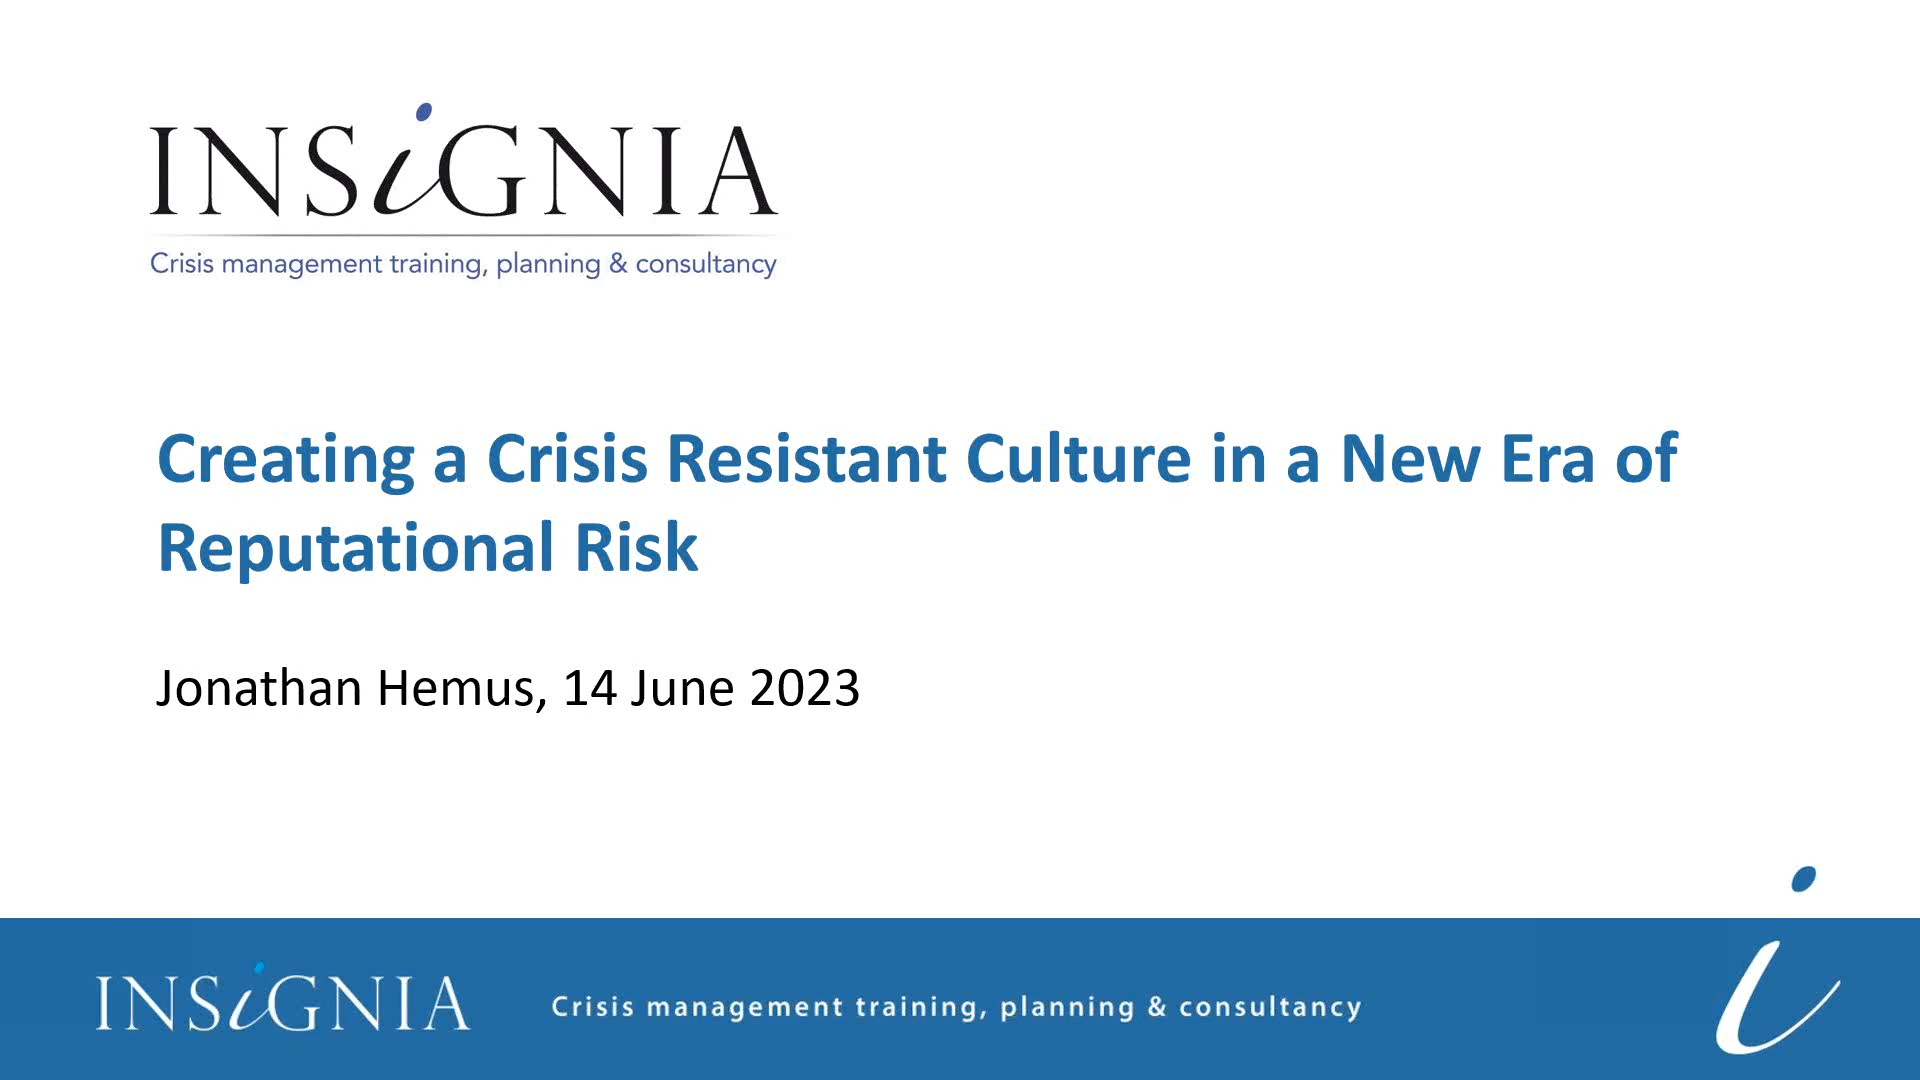 INSiGNIA
Crisis management training, planning & consultancy
Creating a Crisis Resistant Culture in a New Era of
Reputational Risk
Jonathan Hemus, 14 June 2023
INSiGNIA
Crisis management training, planning & consultancy
i